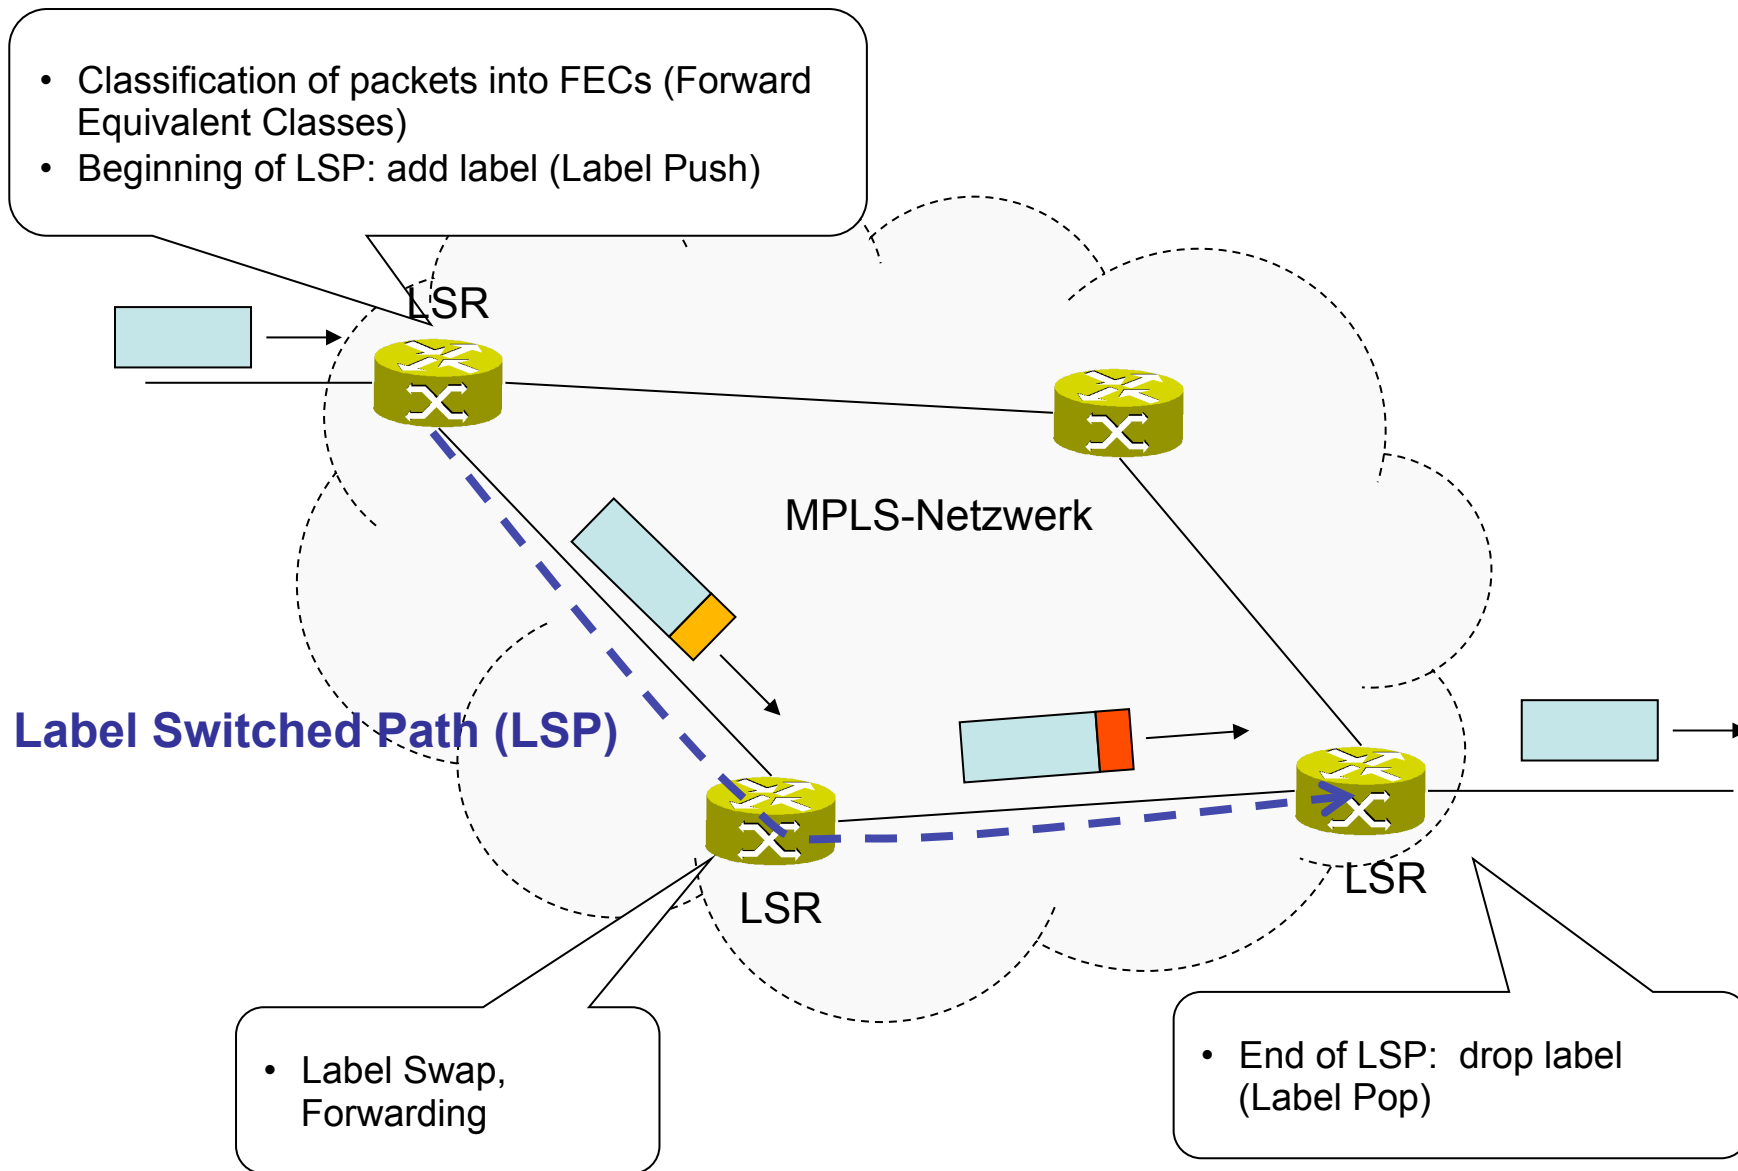 • Classification of packets into FECs (Forward
Equivalent Classes)
• Beginning of LSP: add label (Label Push)
LSR
MPLS-Netzwerk
Label Switched Path (LSP)
LSR
LSR
• Label Swap,
Forwarding
• End of LSP:  drop label
(Label Pop)